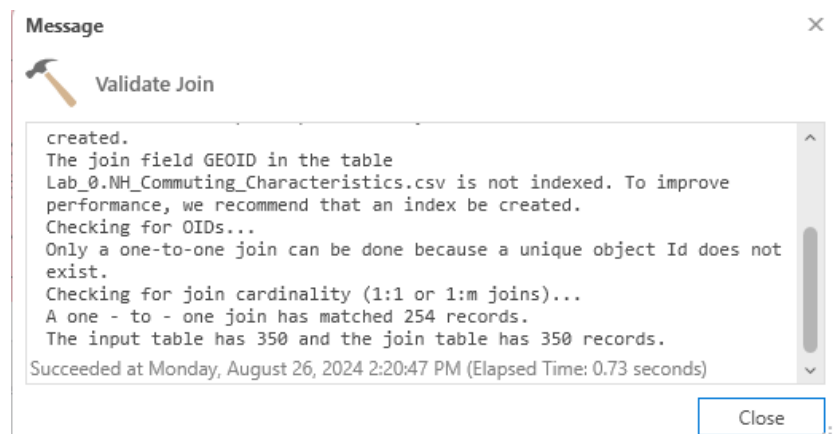 Message
Validate Join
created.
The join field GEOID in the table
Lab_0.NH_Commuting_Characteristics.csv is not indexed. To improve
performance, we recommend that an index be created.
Checking for OIDs...
Only a one-to-one join can be done because a unique object Id does not
exist.
Checking for join cardinality (1:1 or 1:m joins)...
A one - to - one join has matched 254 records.
The input table has 350 and the join table has 350 records.
Succeeded at Monday, August 26, 2024 2:20:47 PM (Elapsed Time: 0.73 seconds)
Close